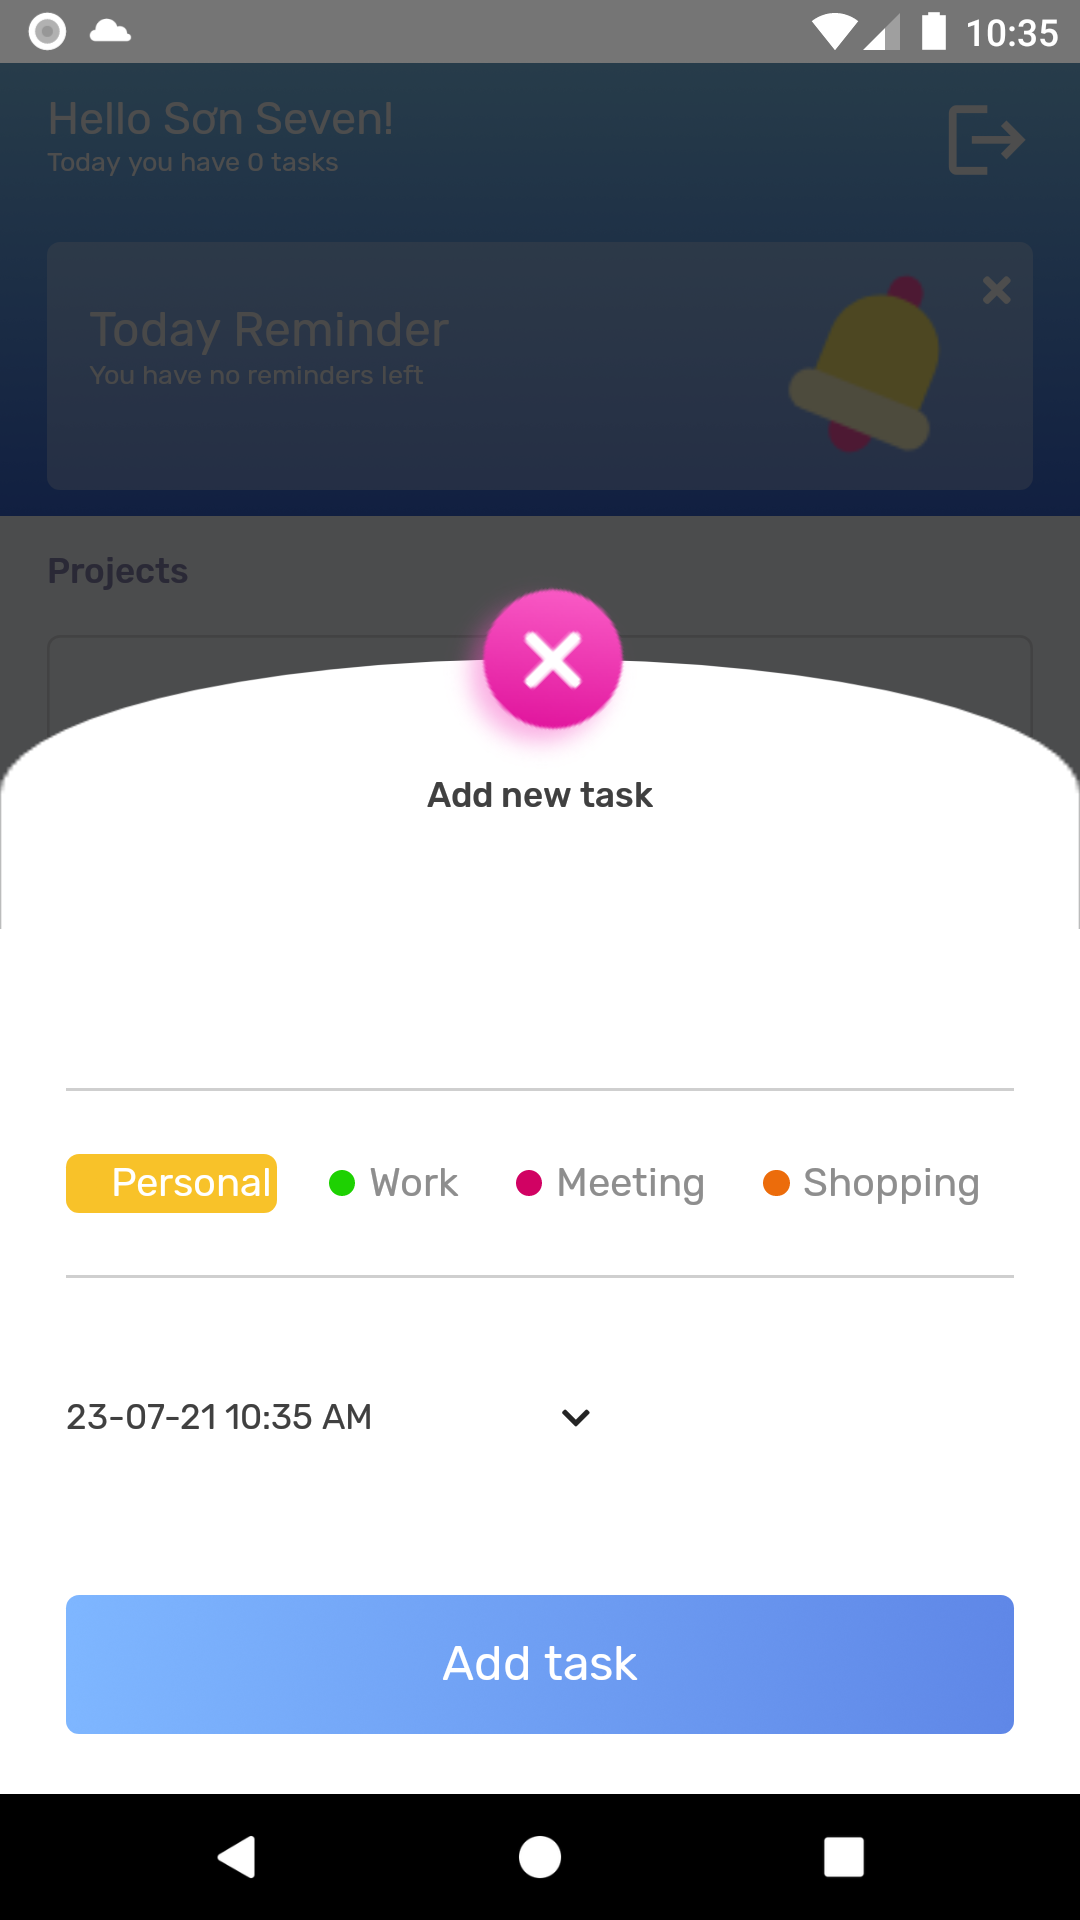 10:35
Hello Sơn Seven!
Today you have 0 tasks
Today Reminder
You have no reminders left
Projects
Add new task
Personal Work Meeting Shopping
23-07-21 10:35 AM
Add task